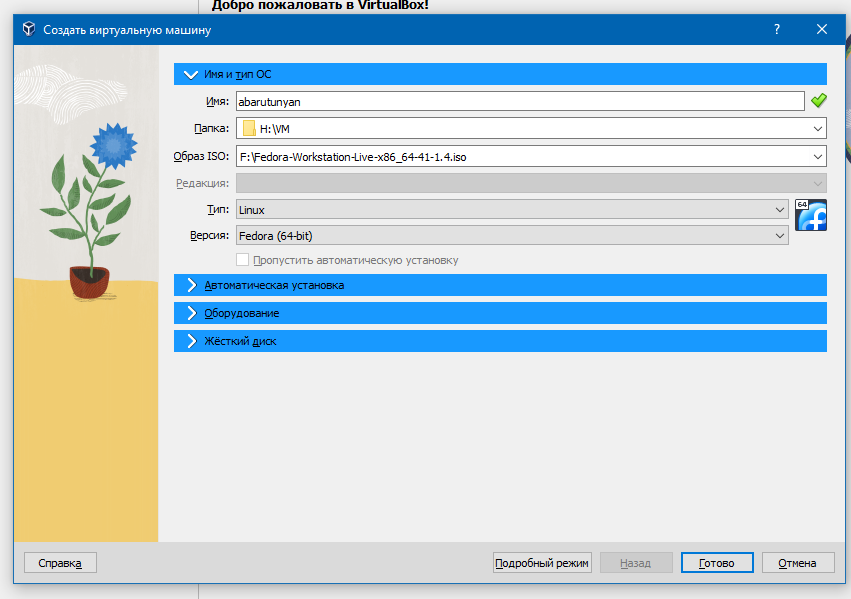 Добро пожаловать в VirtualBox!
Создать виртуальную машину
?
Имя и тип ОС
Имя: abarutunyan
Папка: H:\VM
Образ ISO: F:\Fedora-Workstation-Live-x86_64-41-1.4.iso
Редакция:
Тип: Linux
64
Версия: Fedora (64-bit)
Пропустить автоматическую установку
Автоматическая установка
Оборудование
Жёсткий диск
Справка Подробный режим Назад Готово Отмена